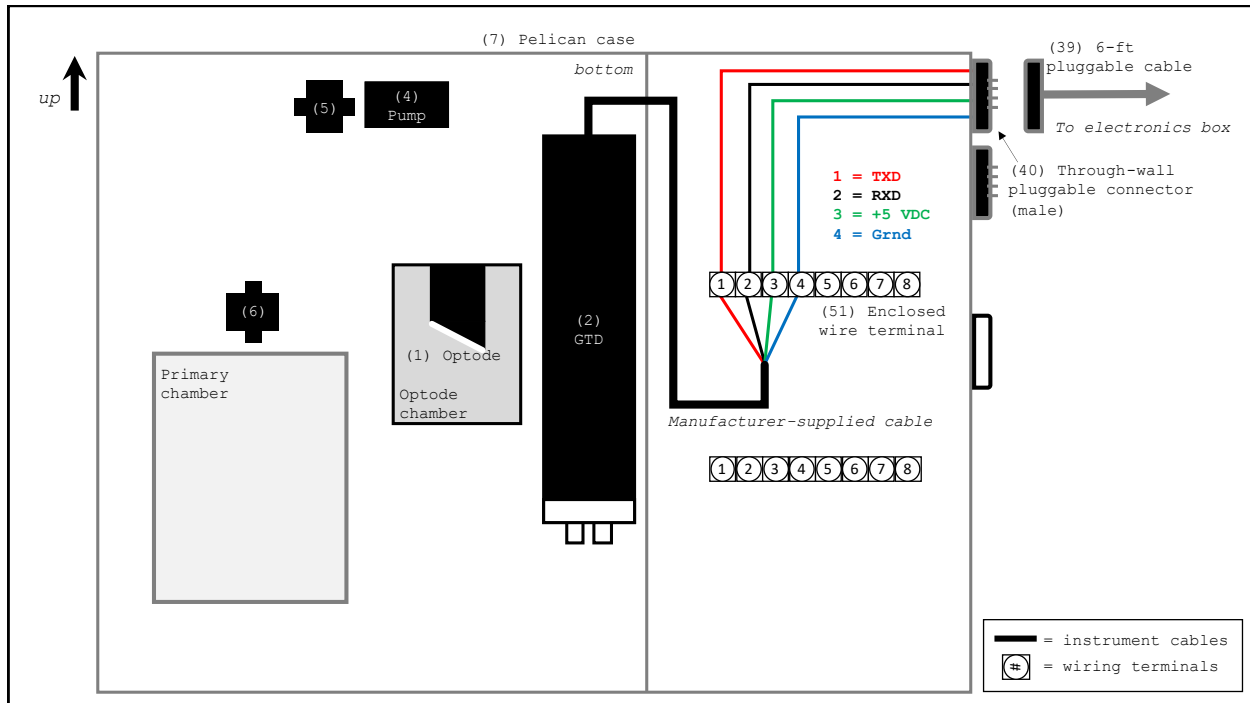 (7) Pelican case
bottom
up
(5)
(4)
Pump
(39) 6-ft
pluggable cable
To electronics box
(40) Through-wall
pluggable connector
(male)
1 = TXD
2 = RXD
3 = +5 VDC
4 = Grnd
1 2 3 4 5 6 7 8
(51) Enclosed
wire terminal
(6)
(2)
GTD
(1) Optode
Optode
chamber
Primary
chamber
Manufacturer-supplied cable
1 2 3 4 5 6 7 8
= instrument cables
# = wiring terminals